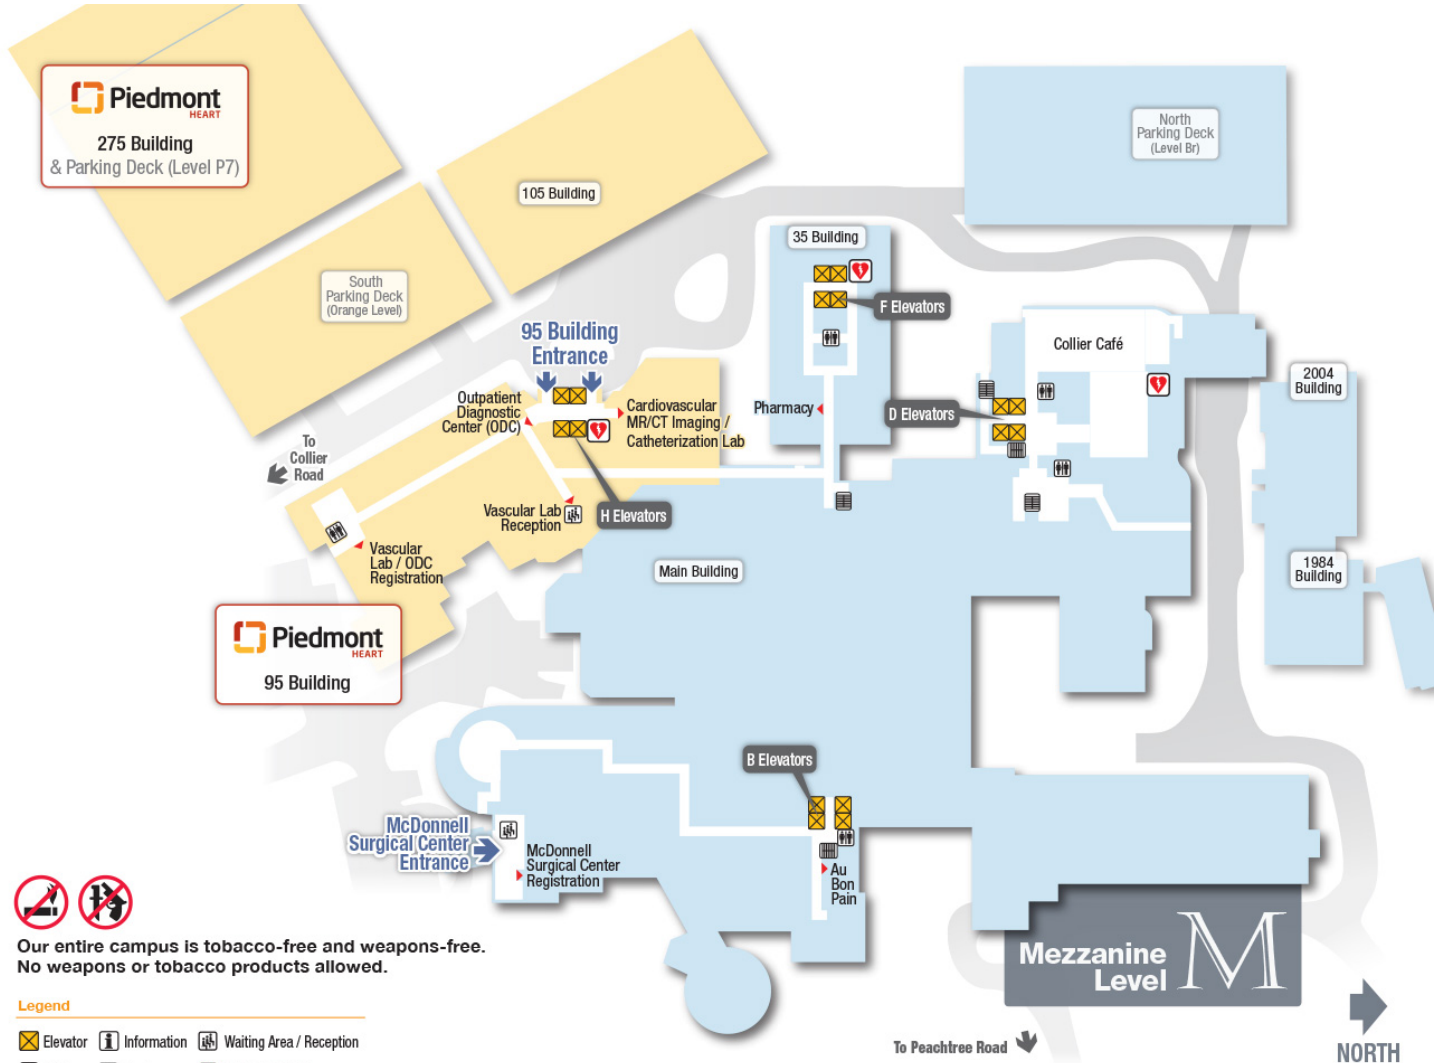 Piedmont
HEART
275 Building
& Parking Deck (Level P7)
105 Building
North
Parking Deck
(Level Br)
35 Building
South
Parking Deck
(Orange Level)
F Elevators
95 Building
Entrance
Collier Café
2004
Building
Outpatient
Diagnostic
Center (ODC)
Cardiovascular
MR/CT Imaging /
Catheterization Lab
Pharmacy
D Elevators
To
Collier
Road
Vascular Lab
Reception
H Elevators
Vascular
Lab / ODC
Registration
Main Building
1984
Building
Piedmont
HEART
95 Building
B Elevators
McDonnell
Surgical Center
Entrance
McDonnell
Surgical Center
Registration
Au
Bon
Pain
Our entire campus is tobacco-free and weapons-free.
No weapons or tobacco products allowed.
Mezzanine
Level
M
Legend
Elevator
Information
Waiting Area / Reception
To Peachtree Road
NORTH